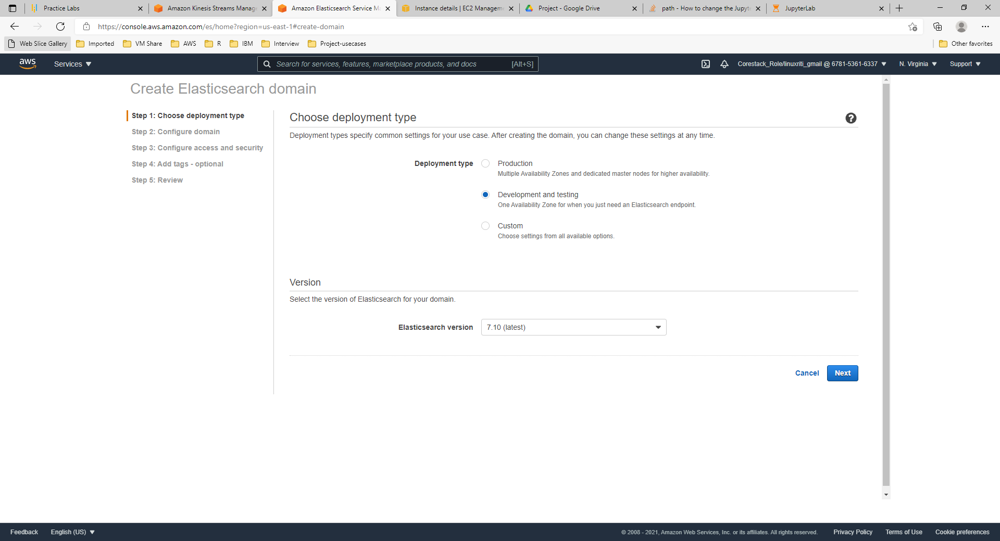 Practice Labs
Amazon Kinesis Streams Manage
Amazon Elasticsearch Service Ma
Instance details | EC2 Managem
Project - Google Drive
path - How to change the Jupyte
JupyterLab
https://console.aws.amazon.com/es/home?region=us-east-1#create-domain
Web Slice Gallery
Imported
VM Share
AWS
R
IBM
Interview
Project-usecases
Other favorites
aws
Services
Search for services, features, marketplace products, and docs
[Alt+S]
Corestack_Role/linuxriti_gmail @ 6781-5361-6337
N. Virginia
Support
Create Elasticsearch domain
Step 1: Choose deployment type
Step 2: Configure domain
Step 3: Configure access and security
Step 4: Add tags - optional
Step 5: Review
Choose deployment type
?
Deployment types specify common settings for your use case. After creating the domain, you can change these settings at any time.
Deployment type
Production
Multiple Availability Zones and dedicated master nodes for higher availability.
Development and testing
One Availability Zone for when you just need an Elasticsearch endpoint.
Custom
Choose settings from all available options.
Version
Select the version of Elasticsearch for your domain.
Elasticsearch version
7.10 (latest)
Cancel
Next
Feedback
English (US)
© 2008 - 2021, Amazon Web Services, Inc. or its affiliates. All rights reserved.
Privacy Policy
Terms of Use
Cookie preferences